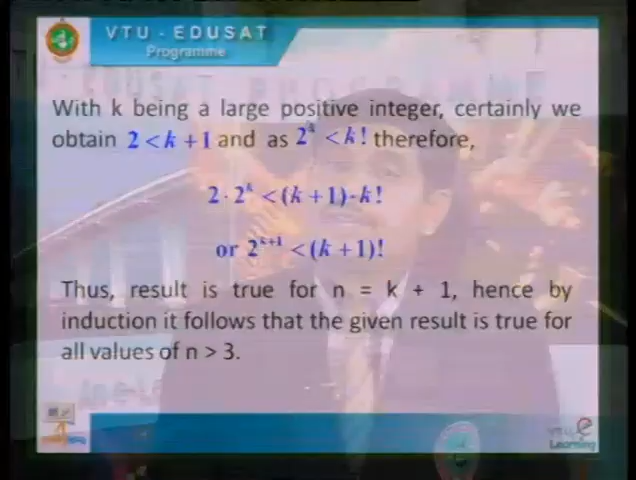 VTU - EDUSAT
Programme
With k being a large positive integer, certainly we
obtain 2 < k + 1 and as 2^k < k! therefore,
2 · 2^k < (k + 1) · k!
or 2^{k+1} < (k + 1)!
Thus, result is true for n = k + 1, hence by
induction it follows that the given result is true for
all values of n > 3.
Learning